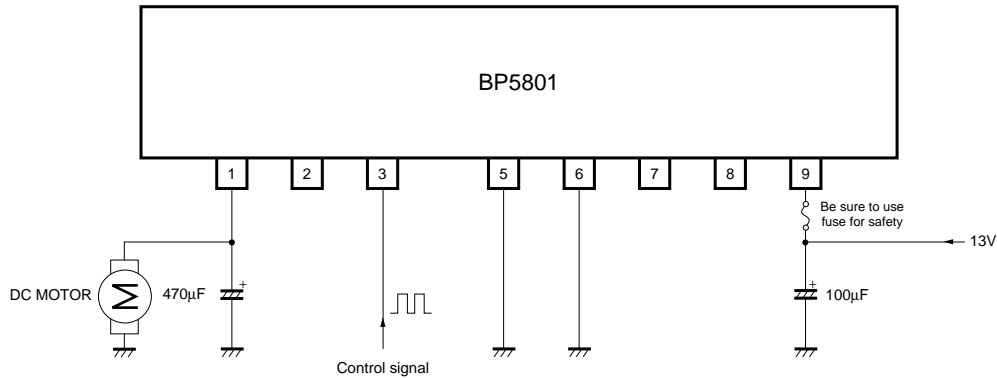 BP5801
1
2
3
5
6
7
8
9
Be sure to use
fuse for safety
13V
DC MOTOR
M
470µF
+
+
100µF
Control signal